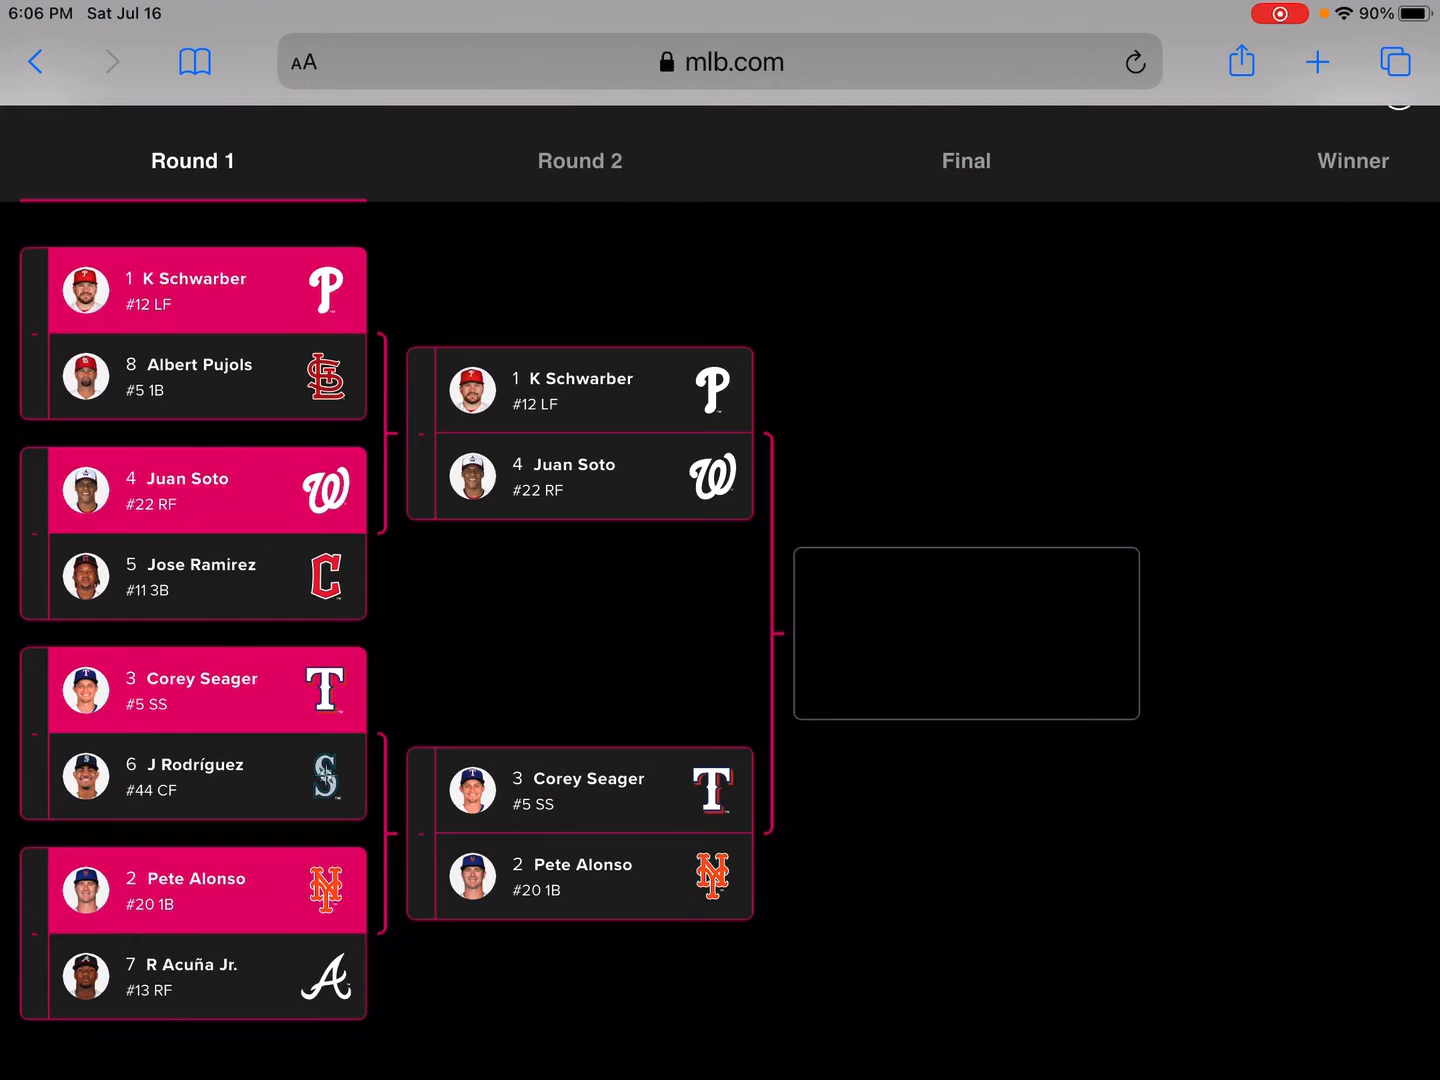 6:06 PM Sat Jul 16
90%
AA
mlb.com
Round 1
Round 2
Final
Winner
1 K Schwarber
#12 LF
8 Albert Pujols
#5 1B
4 Juan Soto
#22 RF
5 Jose Ramirez
#11 3B
3 Corey Seager
#5 SS
6 J Rodríguez
#44 CF
2 Pete Alonso
#20 1B
7 R Acuña Jr.
#13 RF
1 K Schwarber
#12 LF
4 Juan Soto
#22 RF
3 Corey Seager
#5 SS
2 Pete Alonso
#20 1B